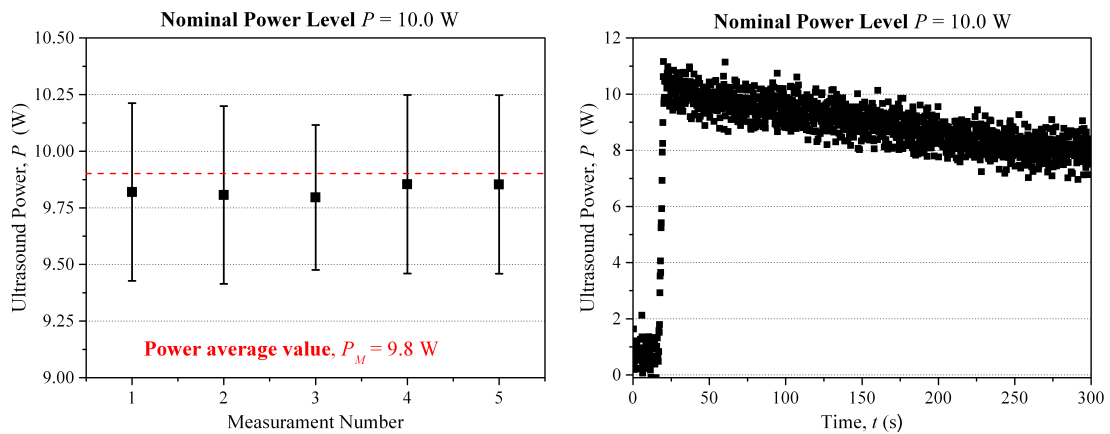 Nominal Power Level P = 10.0 W
10.50
10.25
10.00
9.75
9.50
9.25
9.00
Ultrasound Power, P (W)
Power average value, P_M = 9.8 W
1 2 3 4 5
Measurament Number
Nominal Power Level P = 10.0 W
12
10
8
6
4
2
0
Ultrasound Power, P (W)
0 50 100 150 200 250 300
Time, t (s)